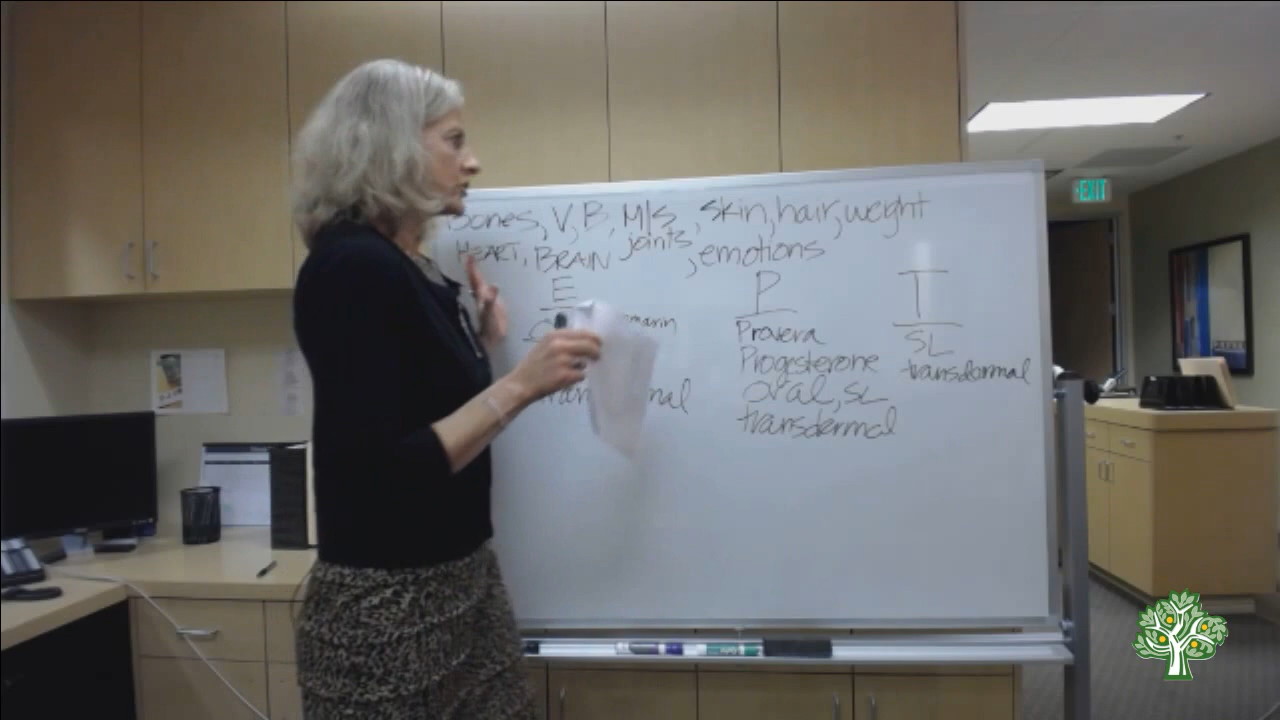 Bones, V, B, M/S, skin, hair, weight
HEART, BRAIN joints, emotions
E
P
T
Provera
Progesterone
oral, SL
transdermal
SL
transdermal
EXIT